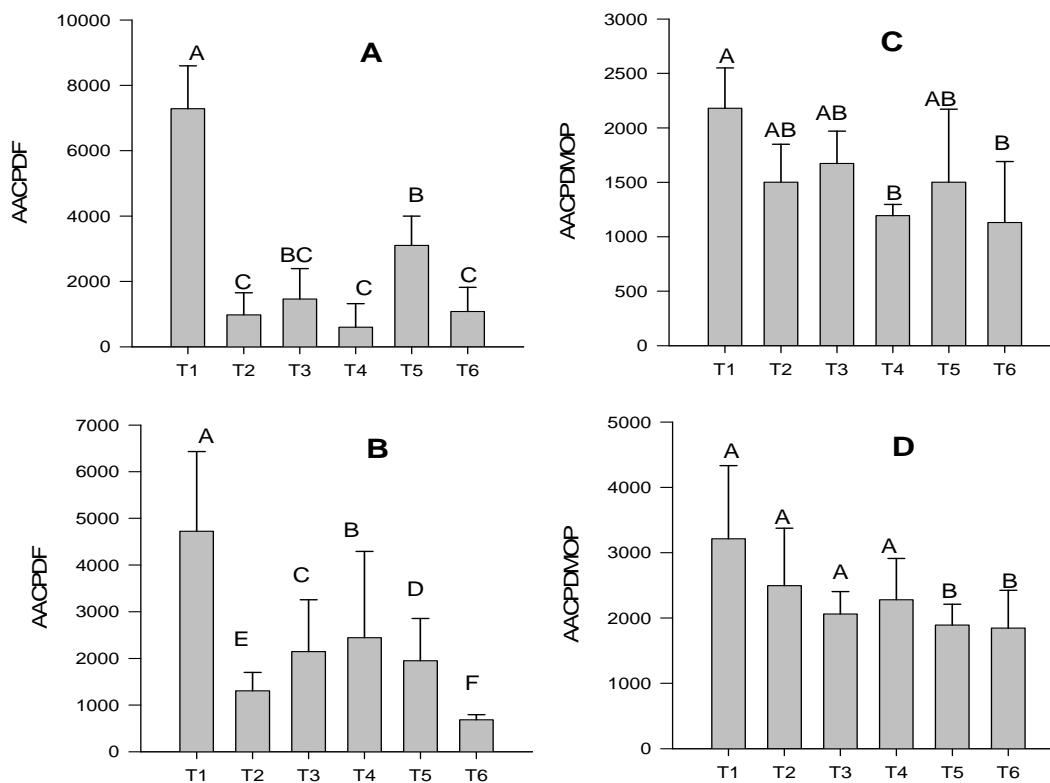 A
10000
8000
6000
4000
2000
0
AACPDF
A
C
BC
C
B
C
T1 T2 T3 T4 T5 T6
C
3000
2500
2000
1500
1000
500
0
AACPDMOP
A
AB
AB
B
AB
B
T1 T2 T3 T4 T5 T6
B
7000
6000
5000
4000
3000
2000
1000
0
AACPDF
A
E
C
B
D
F
T1 T2 T3 T4 T5 T6
D
5000
4000
3000
2000
1000
0
AACPDMOP
A
A
A
A
B
B
T1 T2 T3 T4 T5 T6